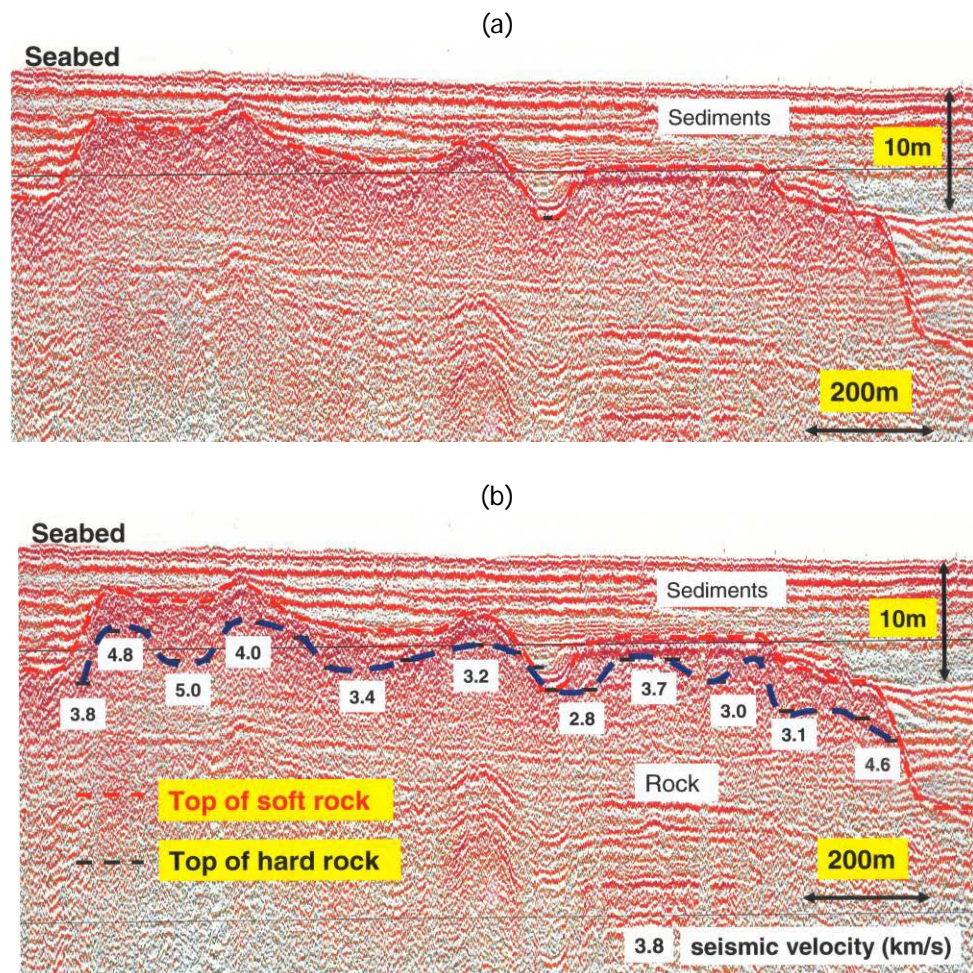 (a)
Seabed
Sediments
10m
200m
(b)
Seabed
Sediments
10m
4.8
4.0
5.0
3.8
3.4
3.2
2.8
3.7
3.0
3.1
4.6
Rock
Top of soft rock
Top of hard rock
200m
3.8 seismic velocity (km/s)